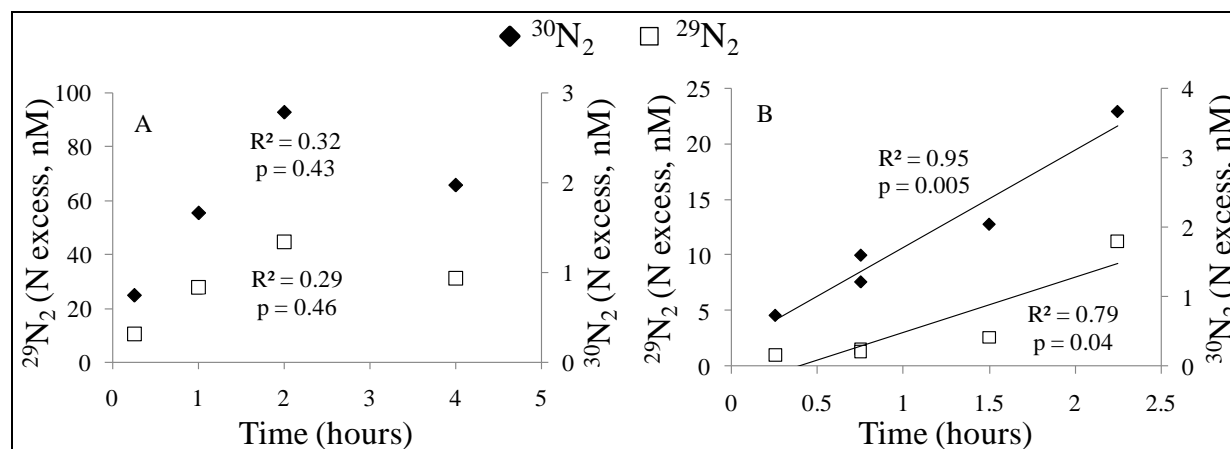 ◆ ³⁰N₂ □ ²⁹N₂
A
²⁹N₂ (N excess, nM)
100
80
60
40
20
0
R² = 0.32
p = 0.43
R² = 0.29
p = 0.46
3
2
1
0
³⁰N₂ (N excess, nM)
0 1 2 3 4 5
Time (hours)
B
²⁹N₂ (N excess, nM)
25
20
15
10
5
0
R² = 0.95
p = 0.005
R² = 0.79
p = 0.04
4
3
2
1
0
³⁰N₂ (N excess, nM)
0 0.5 1 1.5 2 2.5
Time (hours)